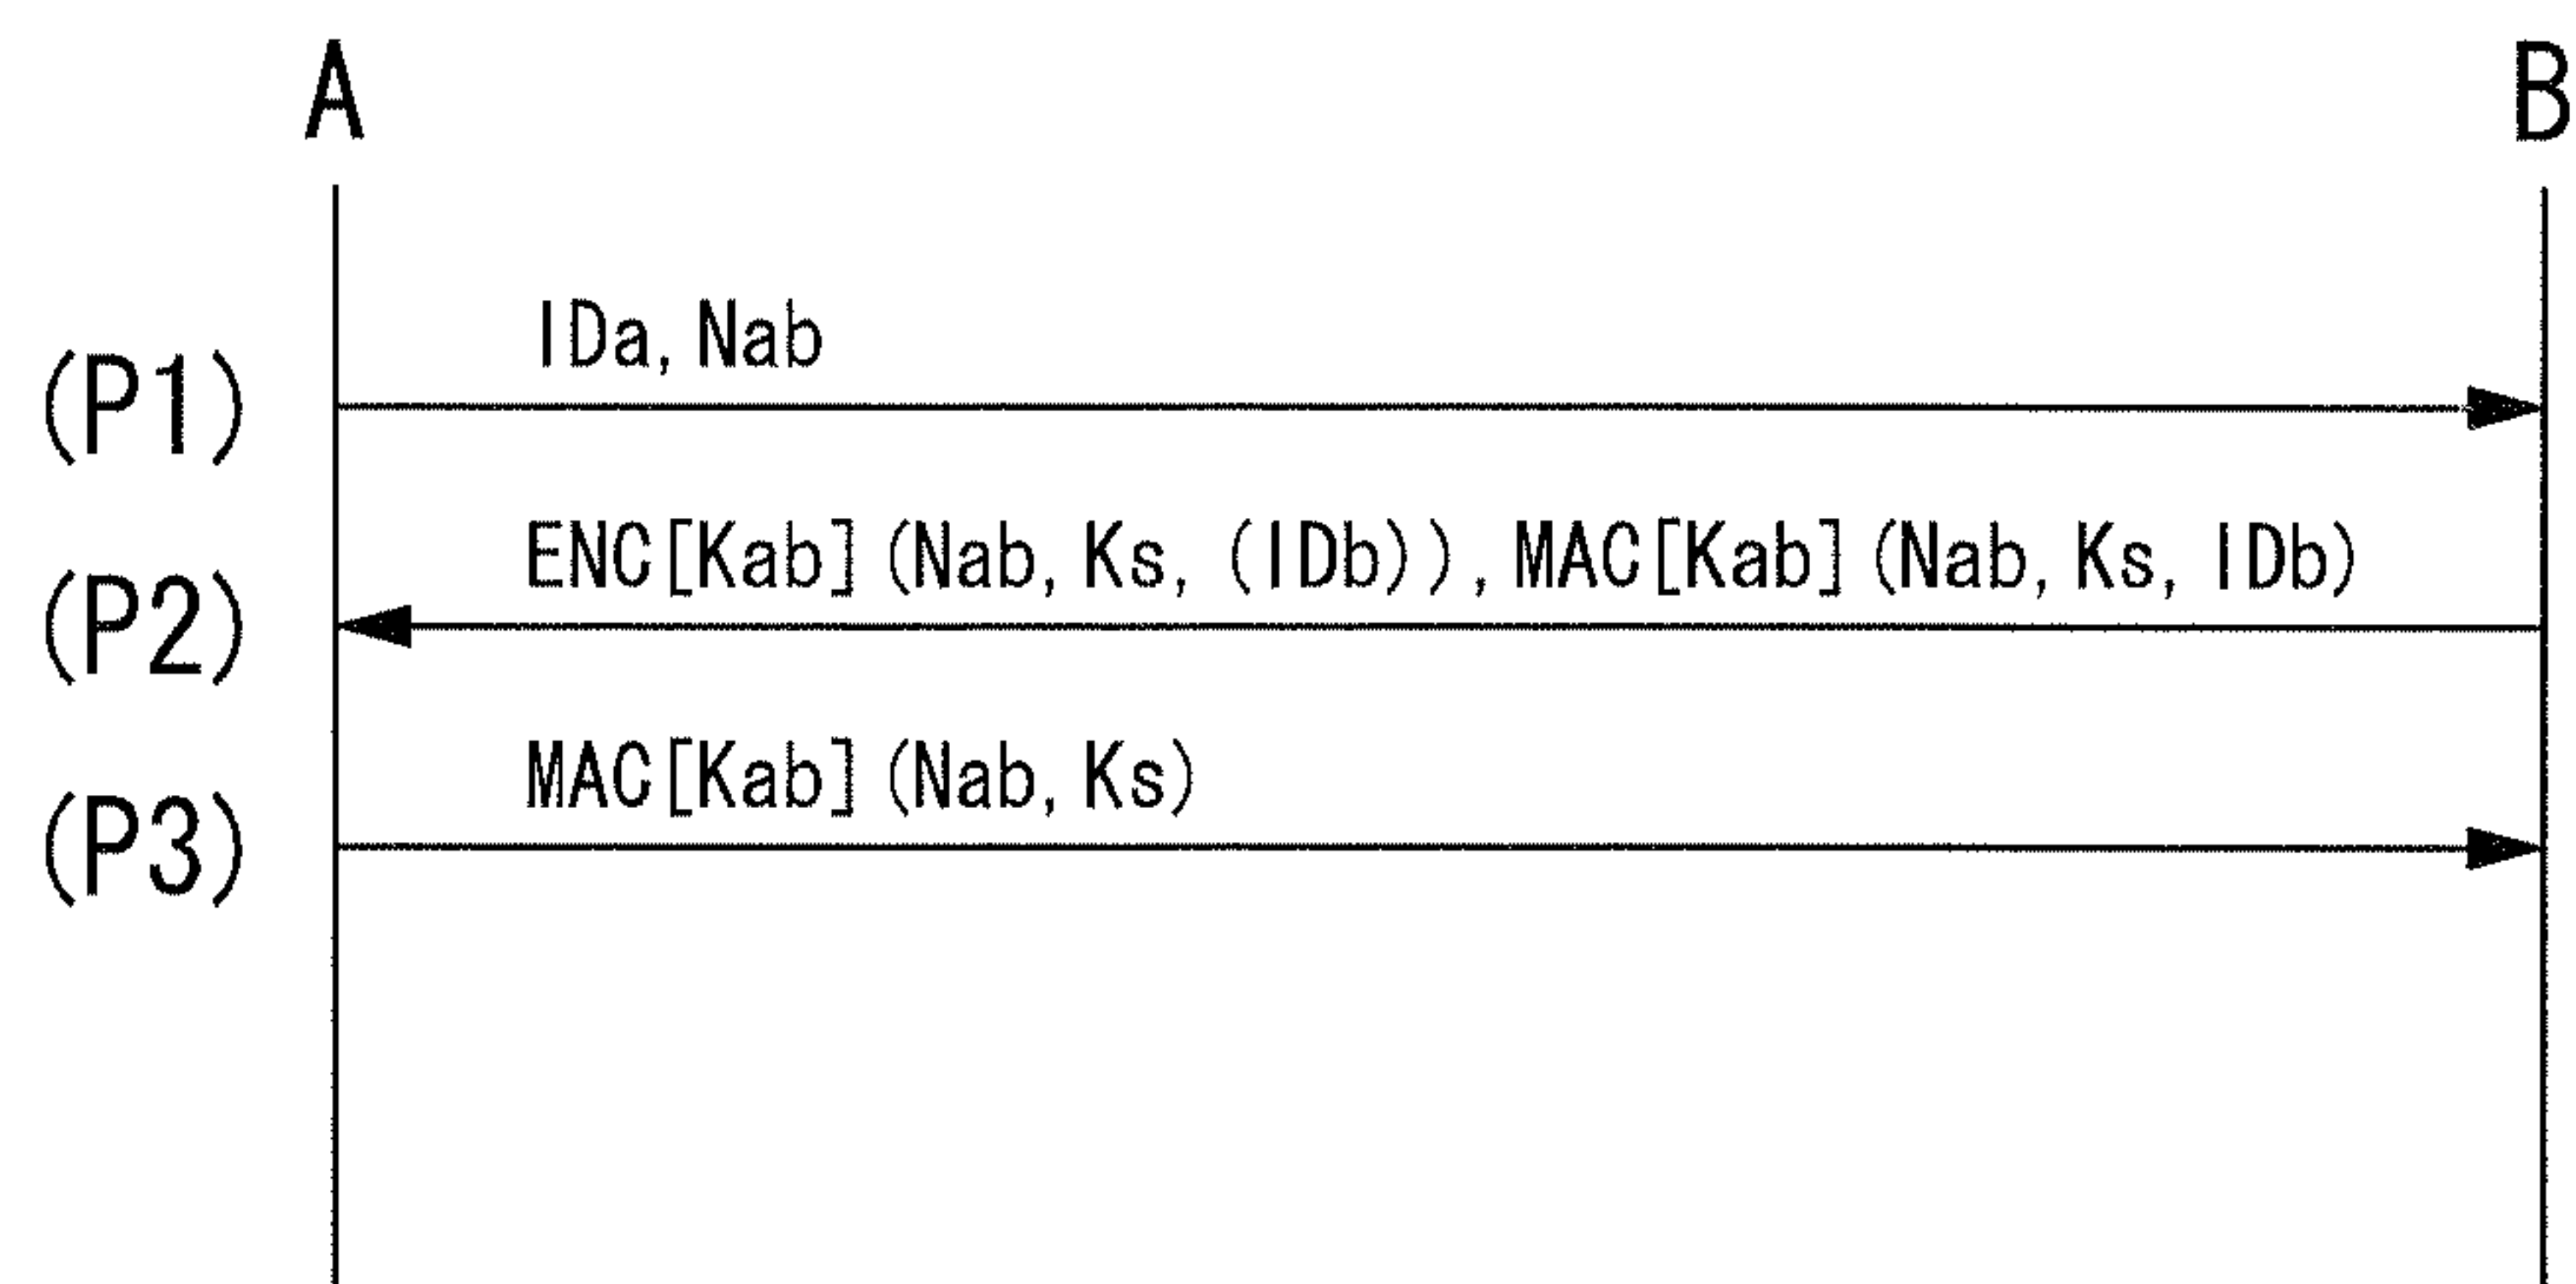 A B
IDa, Nab
(P1)
ENC[Kab](Nab, Ks, (IDb)), MAC[Kab](Nab, Ks, IDb)
(P2)
MAC[Kab](Nab, Ks)
(P3)